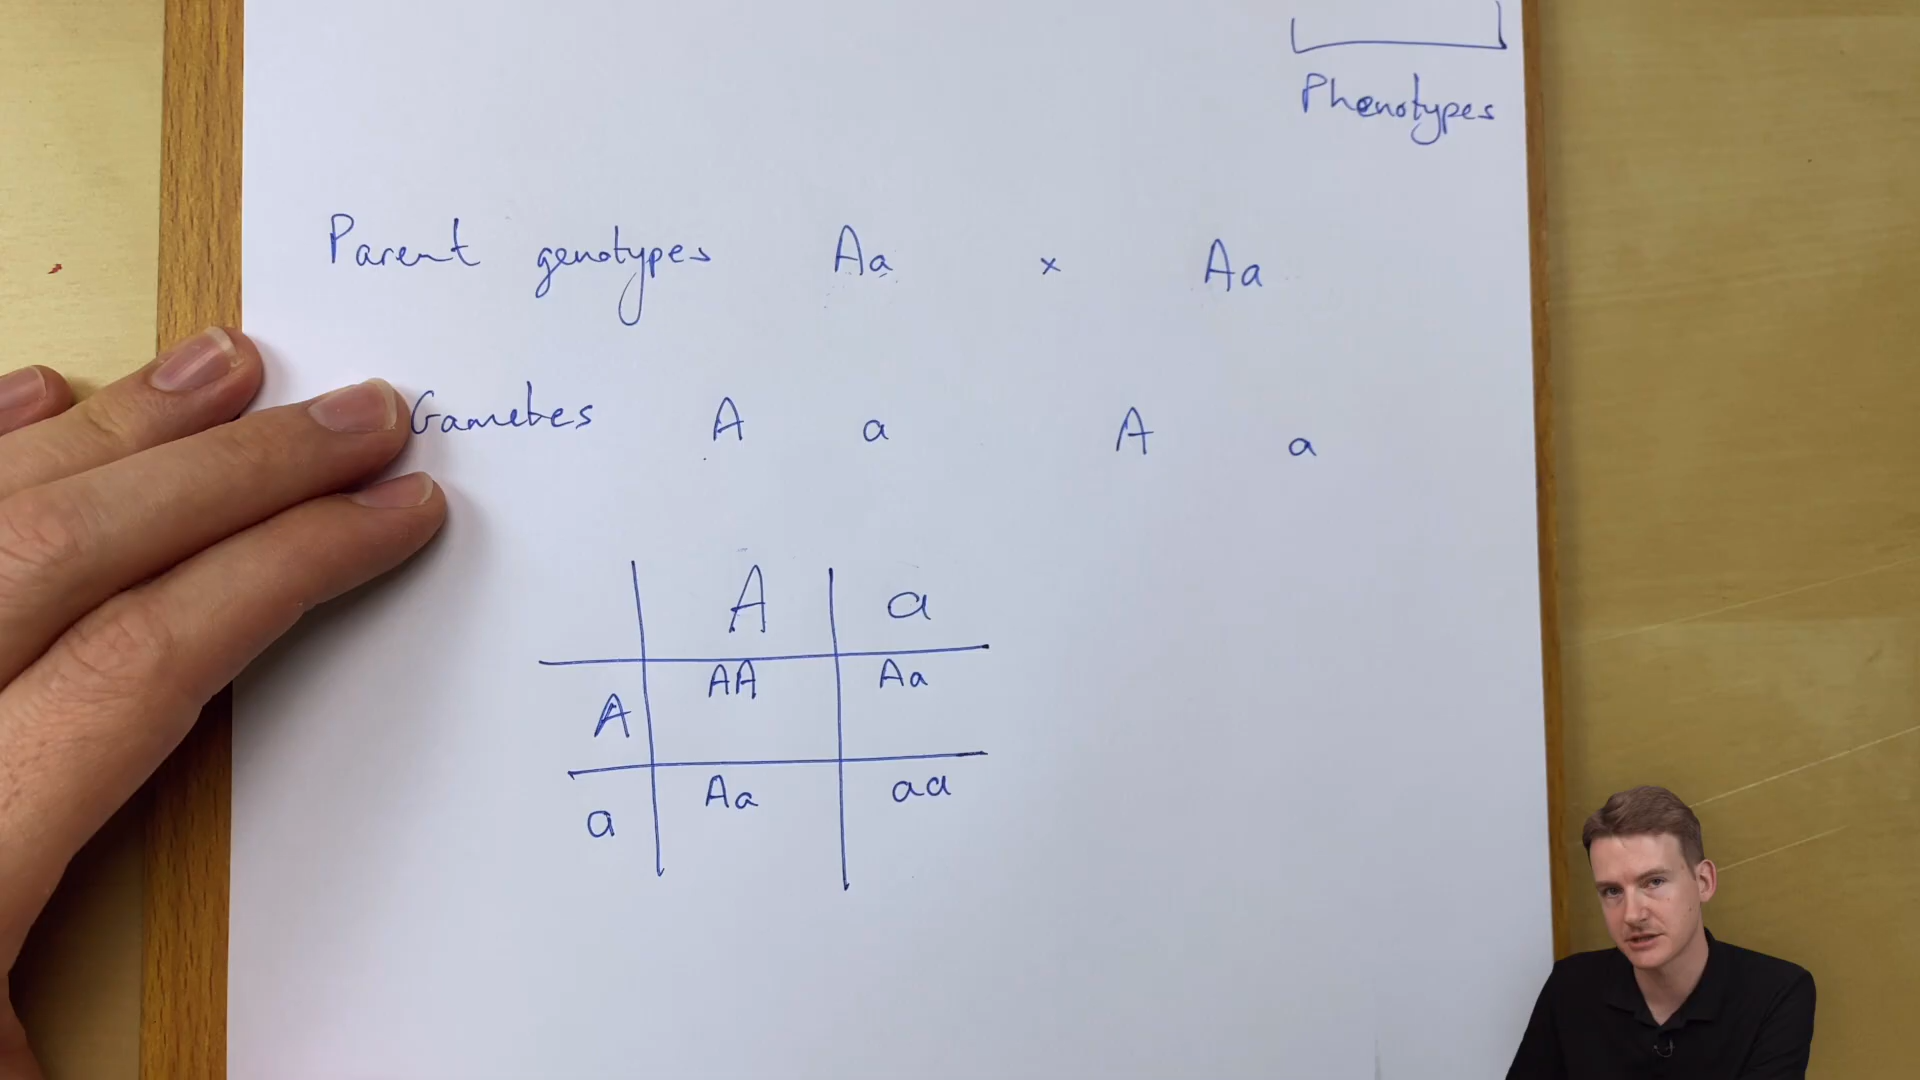 Phenotypes
Parent genotypes Aa x Aa
Gametes A a A a
A a
A AA Aa
a Aa aa